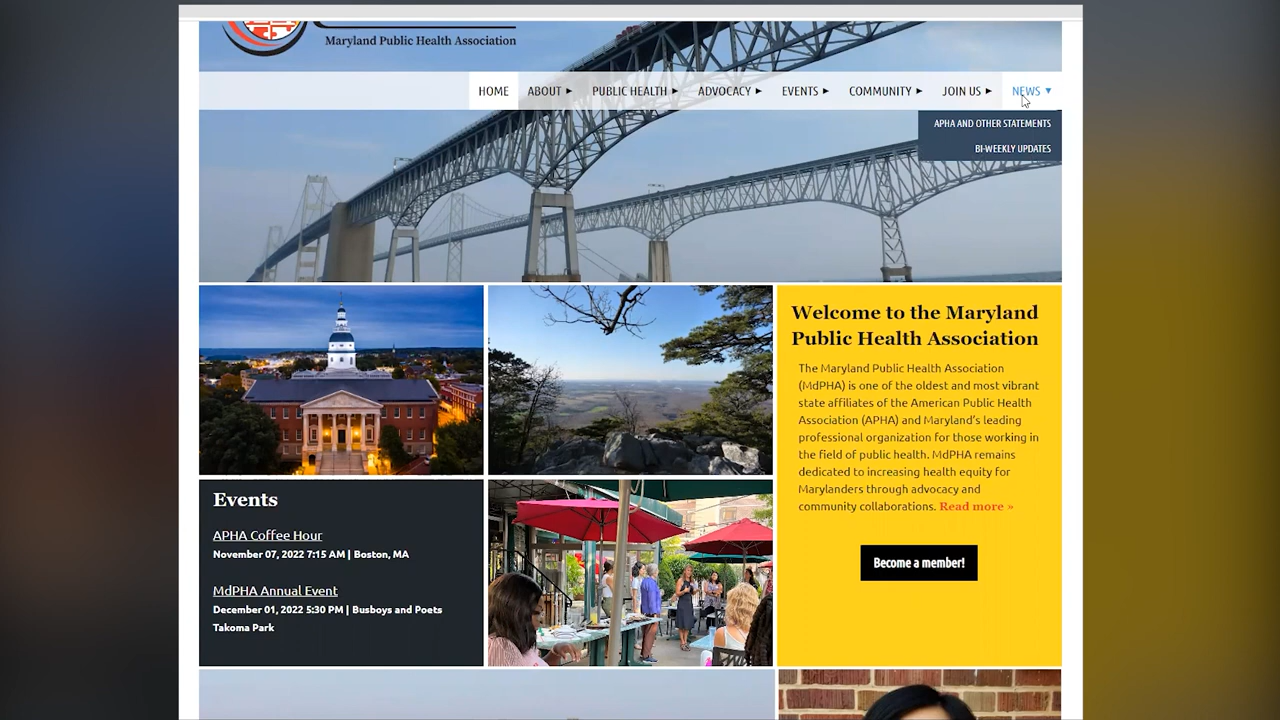 Maryland Public Health Association
HOME ABOUT ▶ PUBLIC HEALTH ▶ ADVOCACY ▶ EVENTS ▶ COMMUNITY ▶ JOIN US ▶ NEWS ▼
APHA AND OTHER STATEMENTS
BI-WEEKLY UPDATES
Welcome to the Maryland
Public Health Association
The Maryland Public Health Association
(MdPHA) is one of the oldest and most vibrant
state affiliates of the American Public Health
Association (APHA) and Maryland's leading
professional organization for those working in
the field of public health. MdPHA remains
dedicated to increasing health equity for
Marylanders through advocacy and
community collaborations. Read more »
Become a member!
Events
APHA Coffee Hour
November 07, 2022 7:15 AM | Boston, MA
MdPHA Annual Event
December 01, 2022 5:30 PM | Busboys and Poets
Takoma Park